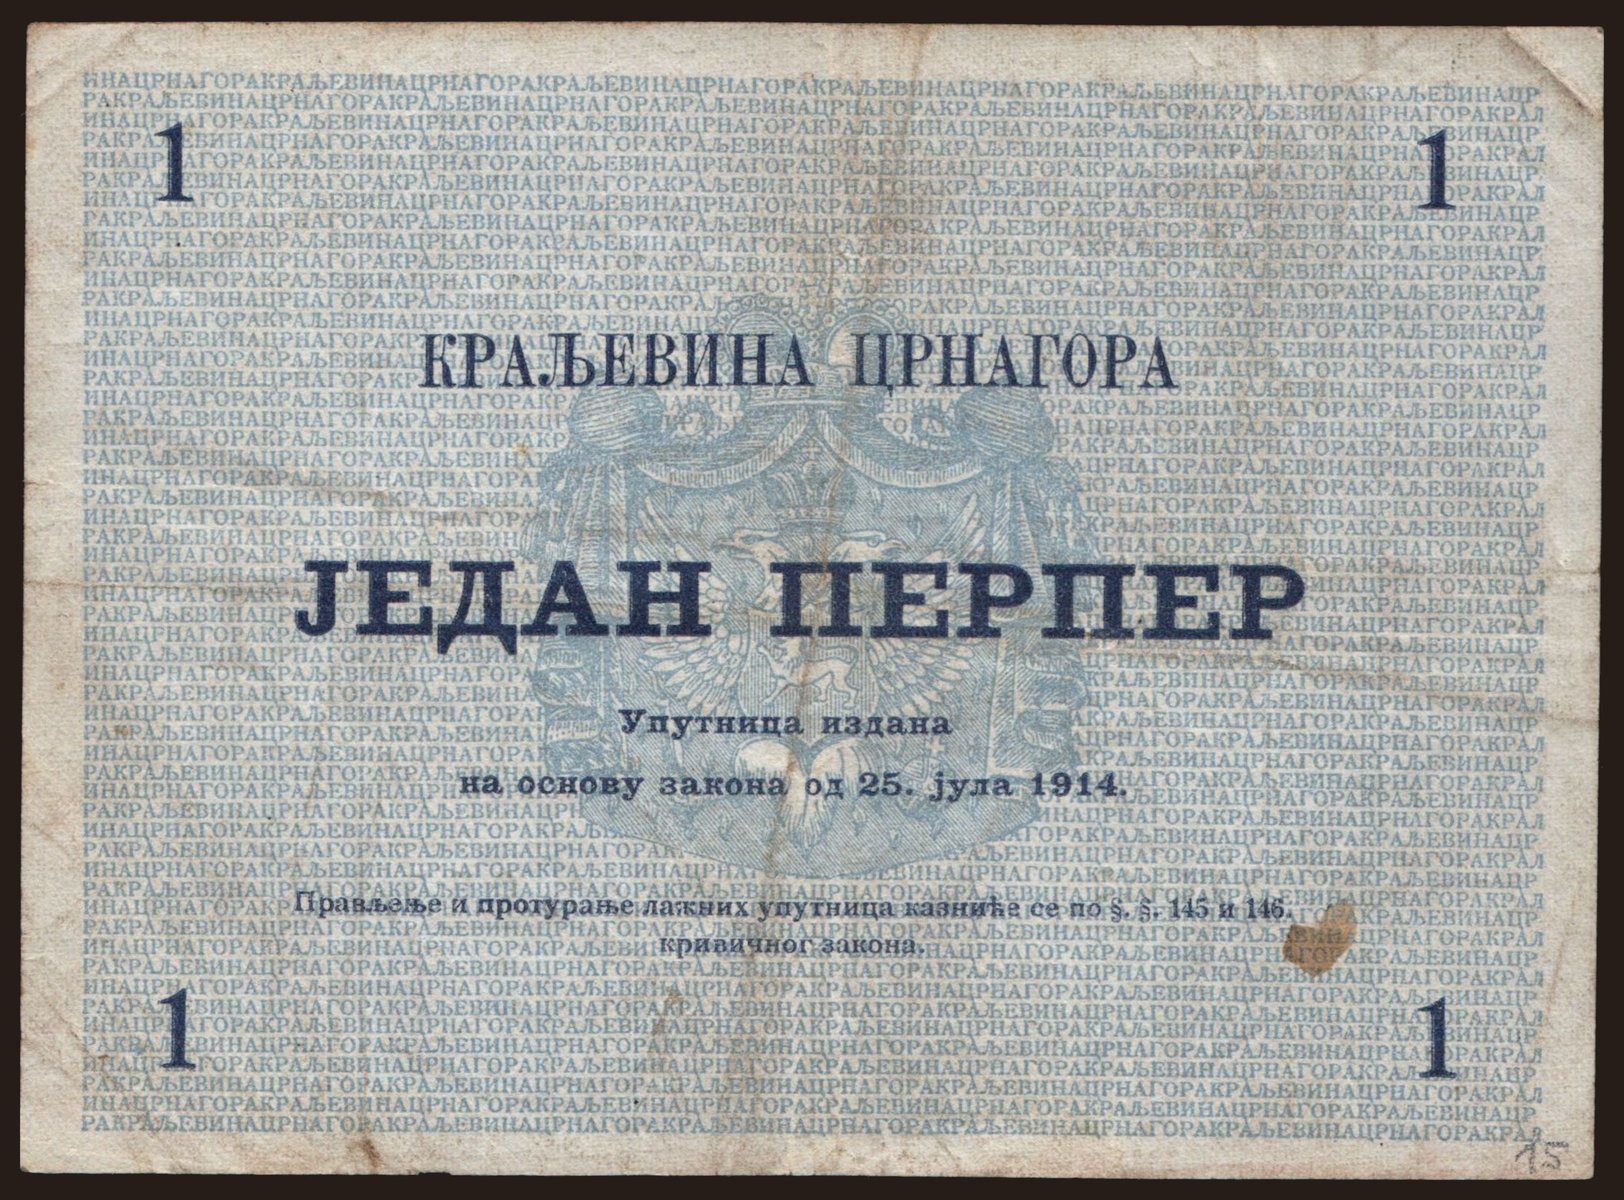 1 1
КРАЉЕВИНА ЦРНАГОРА
ЈЕДАН ПЕРПЕР
Упутница издана
на основу закона од 25. јула 1914.
Прављење и протурање лажних упутница казниће се по §. §. 145 и 146.
кривичног закона.
1 1
15